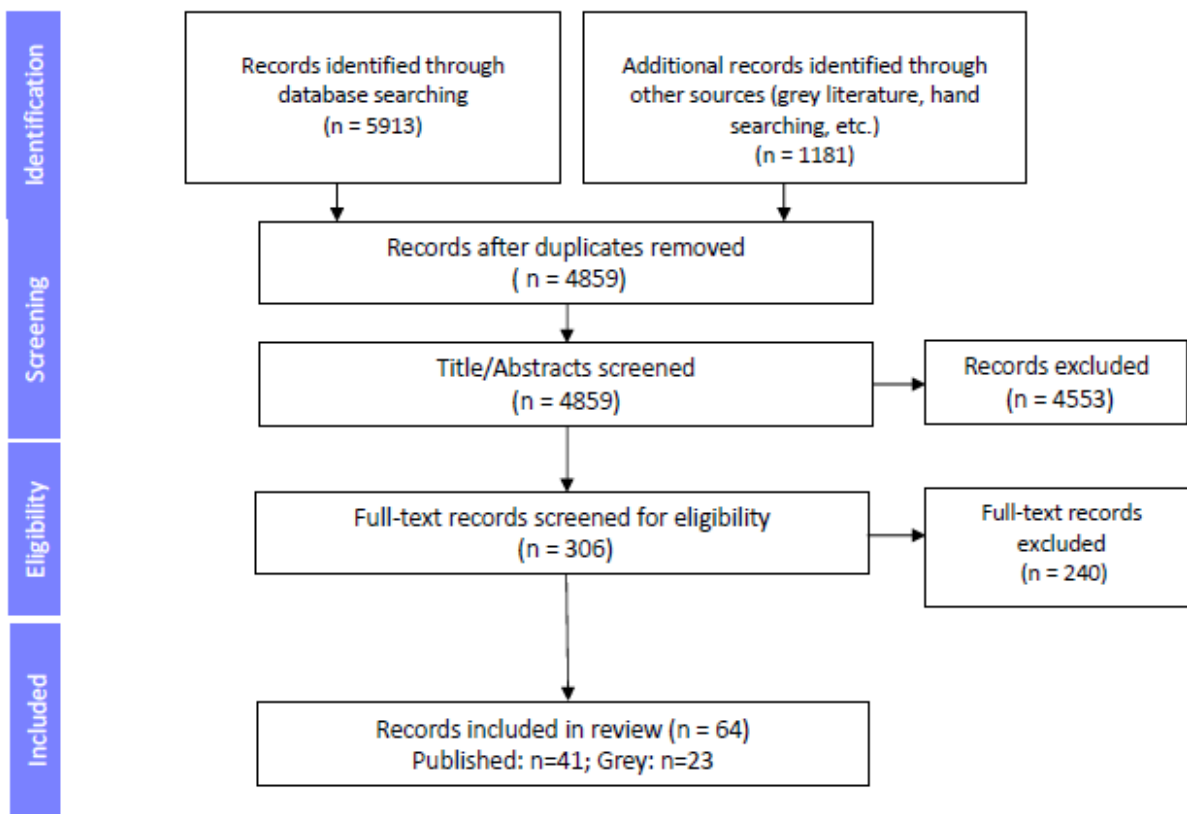 Identification
Records identified through
database searching
(n = 5913)
Additional records identified through
other sources (grey literature, hand
searching, etc.)
(n = 1181)
Screening
Records after duplicates removed
( n = 4859)
Title/Abstracts screened
(n = 4859)
Records excluded
(n = 4553)
Eligibility
Full-text records screened for eligibility
(n = 306)
Full-text records
excluded
(n = 240)
Included
Records included in review (n = 64)
Published: n=41; Grey: n=23